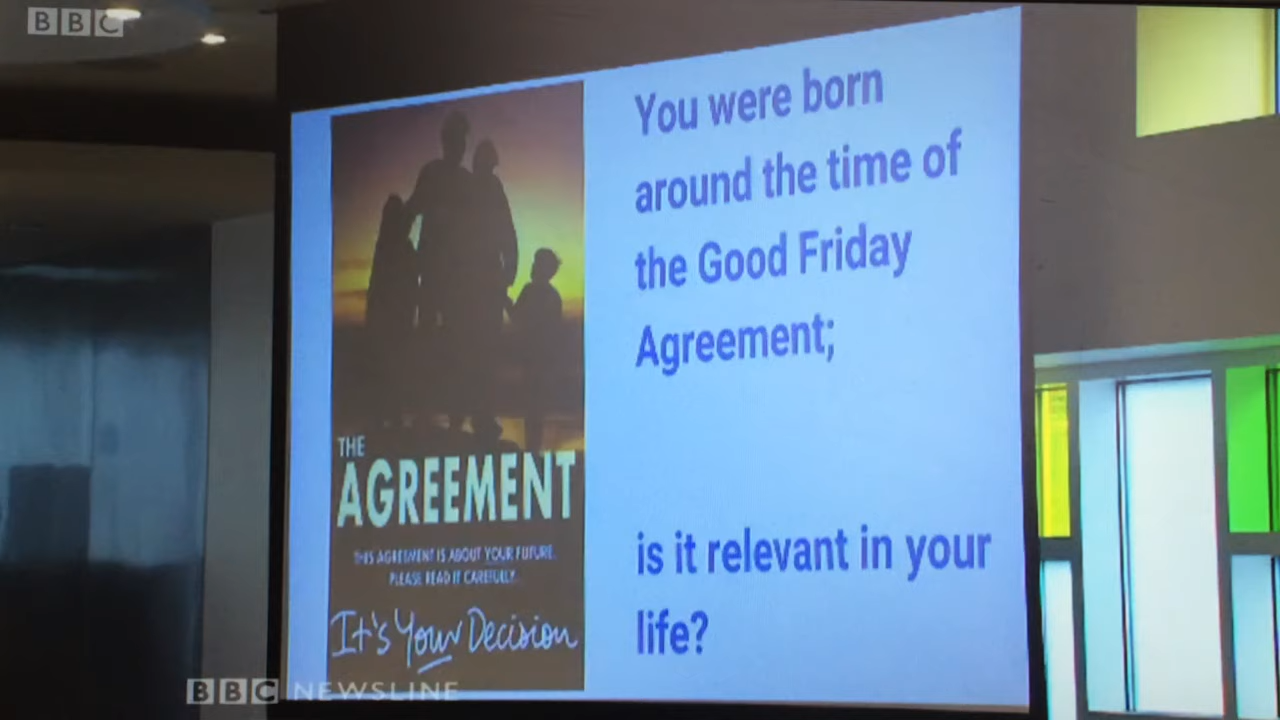 BBC
You were born
around the time of
the Good Friday
Agreement;
is it relevant in your
life?
THE
AGREEMENT
THIS AGREEMENT IS ABOUT YOUR FUTURE.
PLEASE READ IT CAREFULLY.
It's Your Decision
BBC NEWSLINE